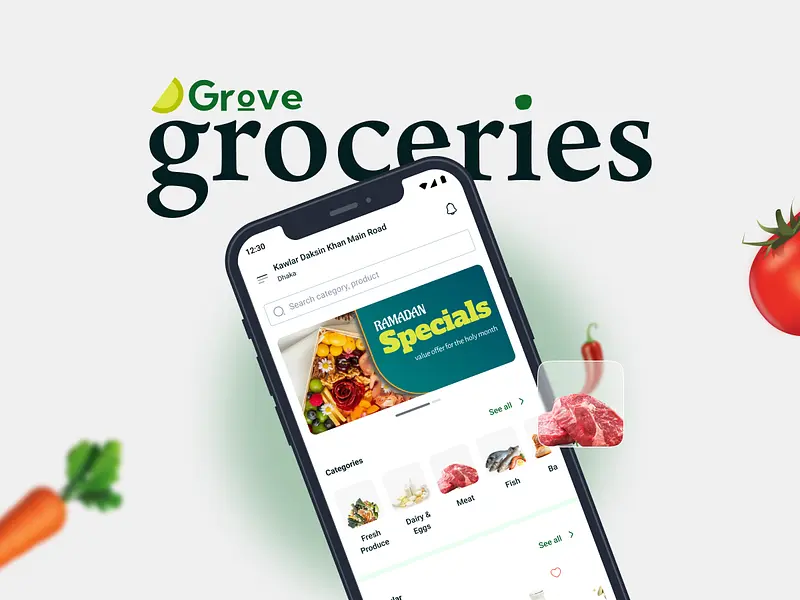 Grove
groceries
12:30
Kawlar Daksin Khan Main Road
Dhaka
Search category, product
RAMADAN
Specials
value offer for the holy month
See all
Categories
Fresh
Produce
Dairy &
Eggs
Meat
Fish
Ba
See all